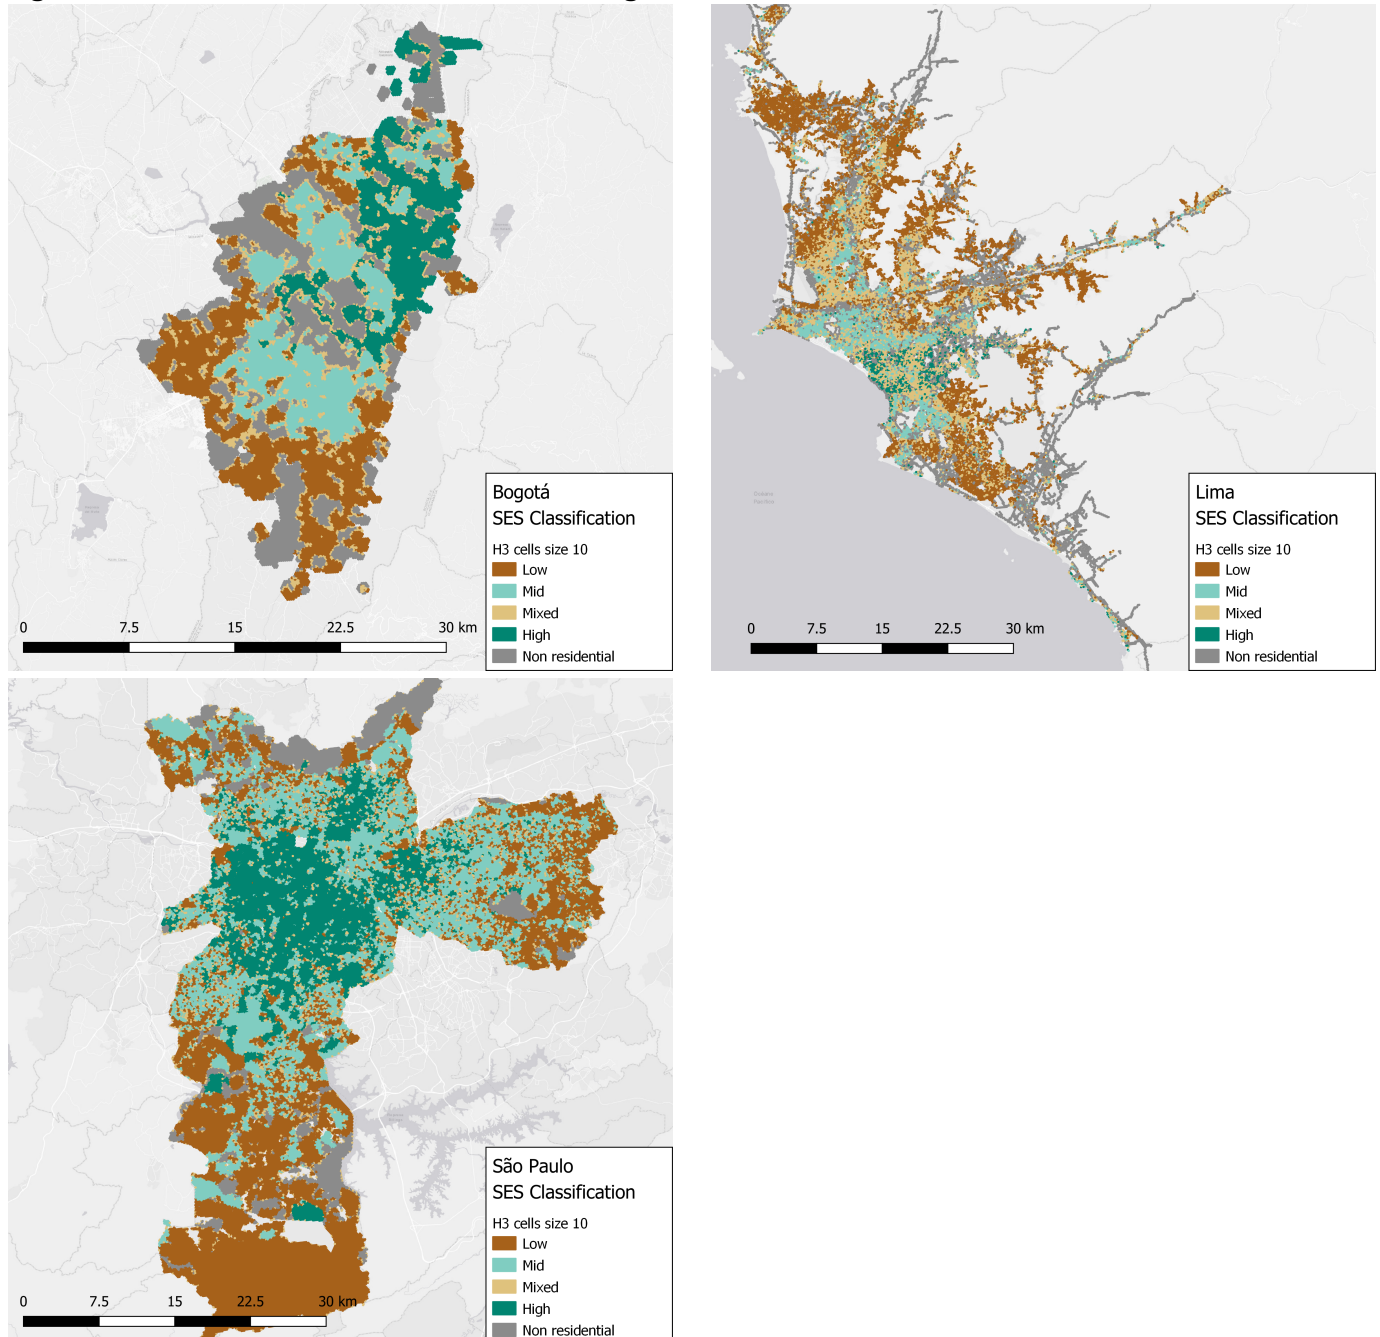 Bogotá
SES Classification
H3 cells size 10
Low
Mid
Mixed
High
Non residential
0 7.5 15 22.5 30 km
Lima
SES Classification
H3 cells size 10
Low
Mid
Mixed
High
Non residential
0 7.5 15 22.5 30 km
São Paulo
SES Classification
H3 cells size 10
Low
Mid
Mixed
High
Non residential
0 7.5 15 22.5 30 km